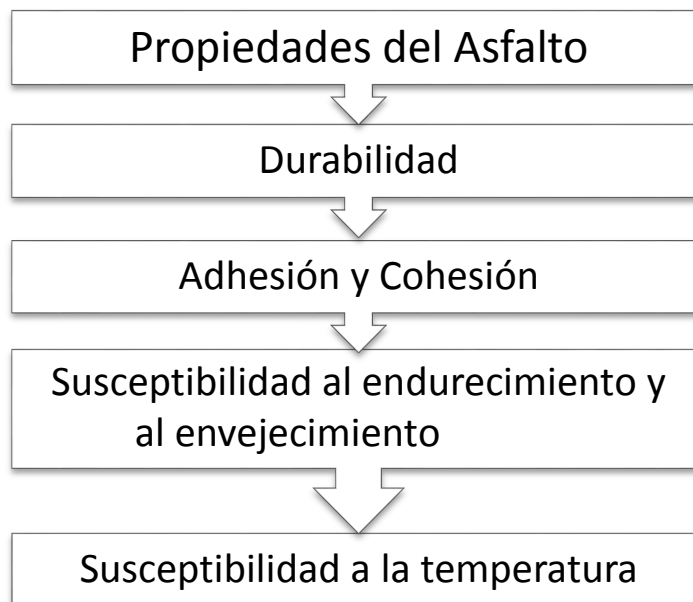 Propiedades del Asfalto
Durabilidad
Adhesión y Cohesión
Susceptibilidad al endurecimiento y
al envejecimiento
Susceptibilidad a la temperatura